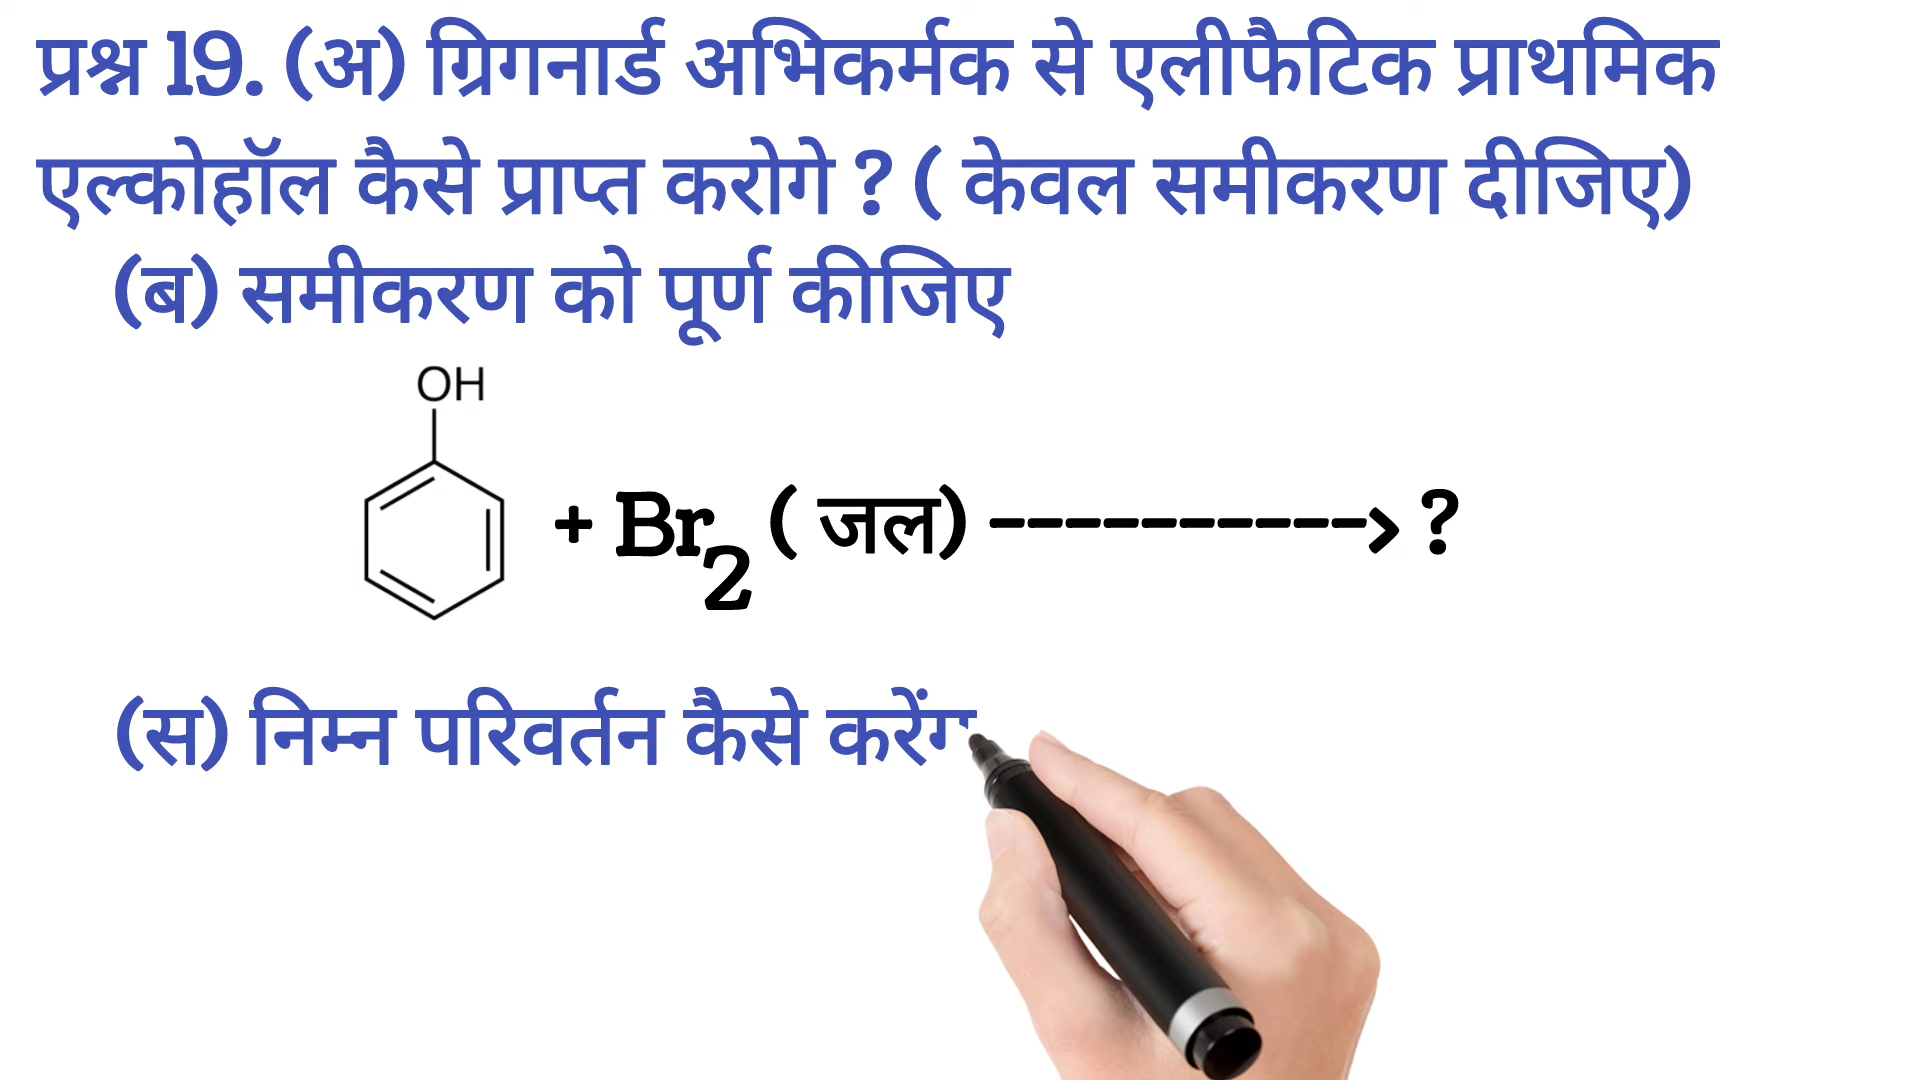 प्रश्न 19. (अ) ग्रिगनार्ड अभिकर्मक से एलीफैटिक प्राथमिक
एल्कोहॉल कैसे प्राप्त करोगे ? ( केवल समीकरण दीजिए)
(ब) समीकरण को पूर्ण कीजिए
OH
+ Br₂ ( जल) ----------> ?
(स) निम्न परिवर्तन कैसे